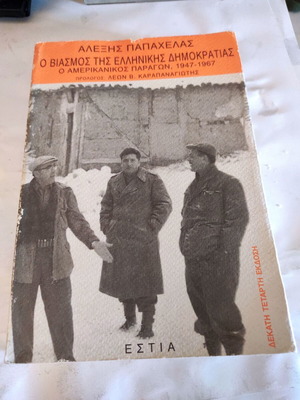 ΑΛΕΞΗΣ ΠΑΠΑΧΕΛΑΣ
Ο ΒΙΑΣΜΟΣ ΤΗΣ ΕΛΛΗΝΙΚΗΣ ΔΗΜΟΚΡΑΤΙΑΣ
Ο ΑΜΕΡΙΚΑΝΙΚΟΣ ΠΑΡΑΓΩΝ, 1947-1967
ΠΡΟΛΟΓΟΣ: ΛΕΩΝ Β. ΚΑΡΑΠΑΝΑΓΙΩΤΗΣ
ΔΕΚΑΤΗ ΤΕΤΑΡΤΗ ΕΚΔΟΣΗ
ΕΣΤΙΑ